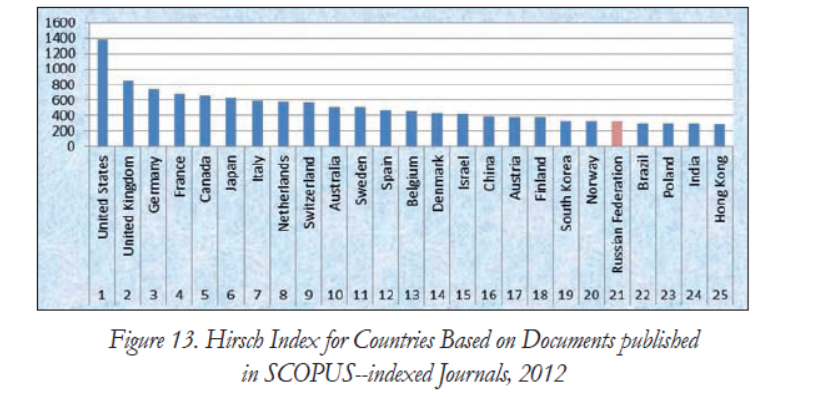 1600
1400
1200
1000
800
600
400
200
0
United States
United Kingdom
Germany
France
Canada
Japan
Italy
Netherlands
Switzerland
Australia
Sweden
Spain
Belgium
Denmark
Israel
China
Austria
Finland
South Korea
Norway
Russian Federation
Brazil
Poland
India
Hong Kong
1 2 3 4 5 6 7 8 9 10 11 12 13 14 15 16 17 18 19 20 21 22 23 24 25
Figure 13. Hirsch Index for Countries Based on Documents published
in SCOPUS--indexed Journals, 2012